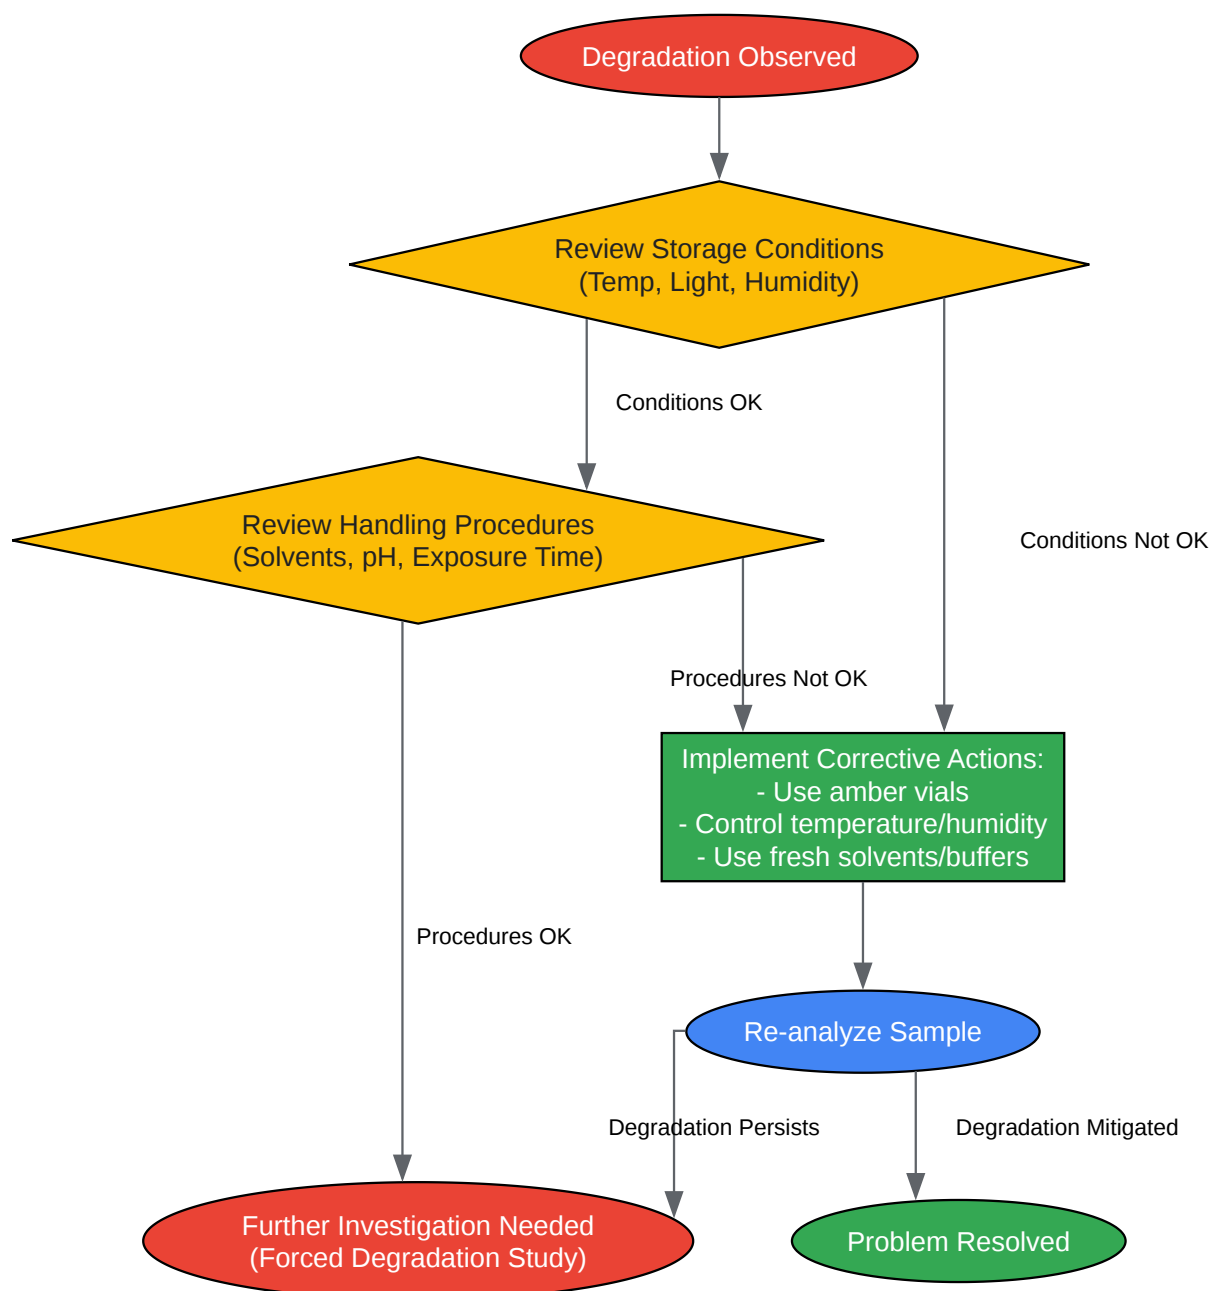 Degradation Observed
Review Storage Conditions
(Temp, Light, Humidity)
Conditions OK
Review Handling Procedures
(Solvents, pH, Exposure Time)
Conditions Not OK
Procedures Not OK
Implement Corrective Actions:
- Use amber vials
- Control temperature/humidity
- Use fresh solvents/buffers
Procedures OK
Re-analyze Sample
Degradation Persists
Degradation Mitigated
Further Investigation Needed
(Forced Degradation Study)
Problem Resolved